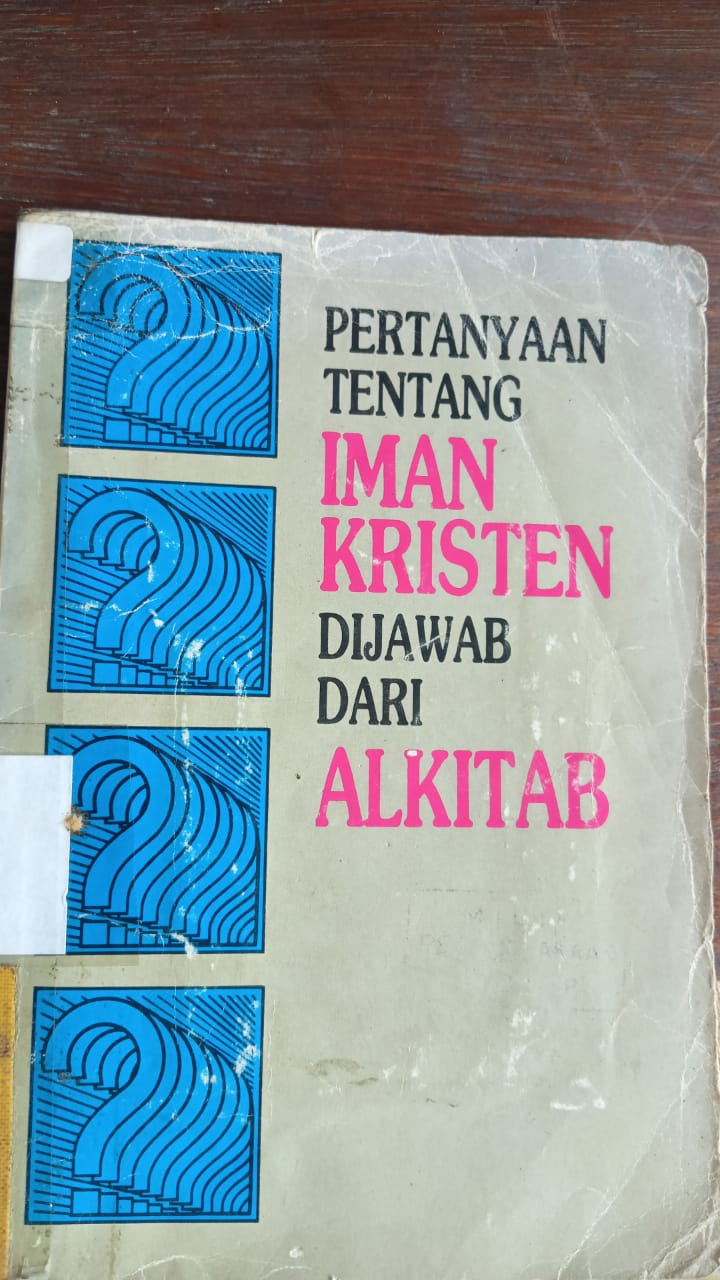 PERTANYAAN
TENTANG
IMAN
KRISTEN
DIJAWAB
DARI
ALKITAB